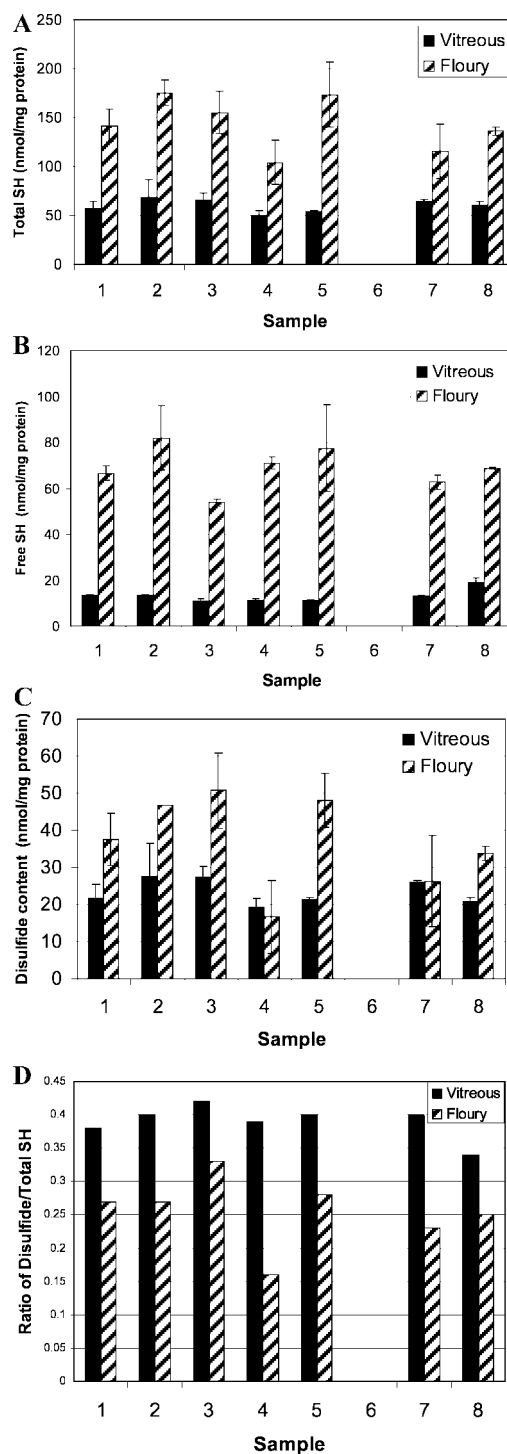 A
Total SH (nmol/mg protein)
250
200
150
100
50
0
Vitreous
Floury
1 2 3 4 5 6 7 8
Sample
B
Free SH (nmol/mg protein)
120
100
80
60
40
20
0
Vitreous
Floury
1 2 3 4 5 6 7 8
Sample
C
Disulfide content (nmol/mg protein)
70
60
50
40
30
20
10
0
Vitreous
Floury
1 2 3 4 5 6 7 8
Sample
D
Ratio of Disulfide/Total SH
0.45
0.4
0.35
0.3
0.25
0.2
0.15
0.1
0.05
0
Vitreous
Floury
1 2 3 4 5 6 7 8
Sample